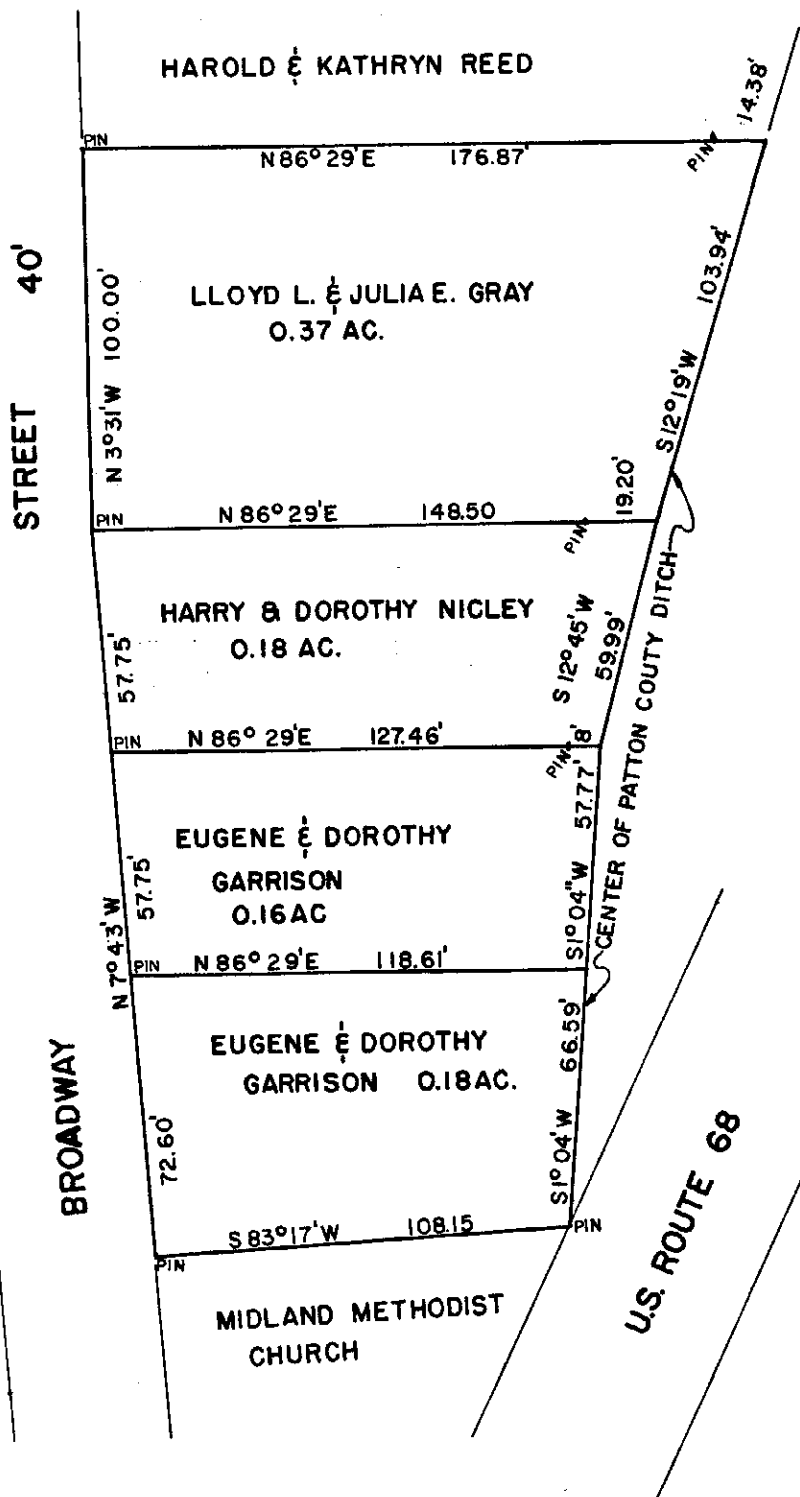 HAROLD & KATHRYN REED
14.38'
PIN
PIN
N 86° 29' E 176.87'
STREET 40'
N 3° 31' W 100.00'
LLOYD L. & JULIA E. GRAY
0.37 AC.
103.94'
S 12° 19' W
PIN
N 86° 29' E 148.50
19.20'
PIN
HARRY & DOROTHY NIGLEY
0.18 AC.
57.75'
S 12° 45' W
59.99'
CENTER OF PATTON COUTY DITCH
PIN
N 86° 29' E 127.46'
8'
PIN
EUGENE & DOROTHY
GARRISON
0.16 AC
57.75'
N 7° 43' W
S 1° 04" W 57.77'
PIN
N 86° 29' E 118.61'
EUGENE & DOROTHY
GARRISON 0.18 AC.
BROADWAY
72.60'
S 1° 04' W 66.59'
S 83° 17' W 108.15
PIN
PIN
U.S. ROUTE 68
MIDLAND METHODIST
CHURCH